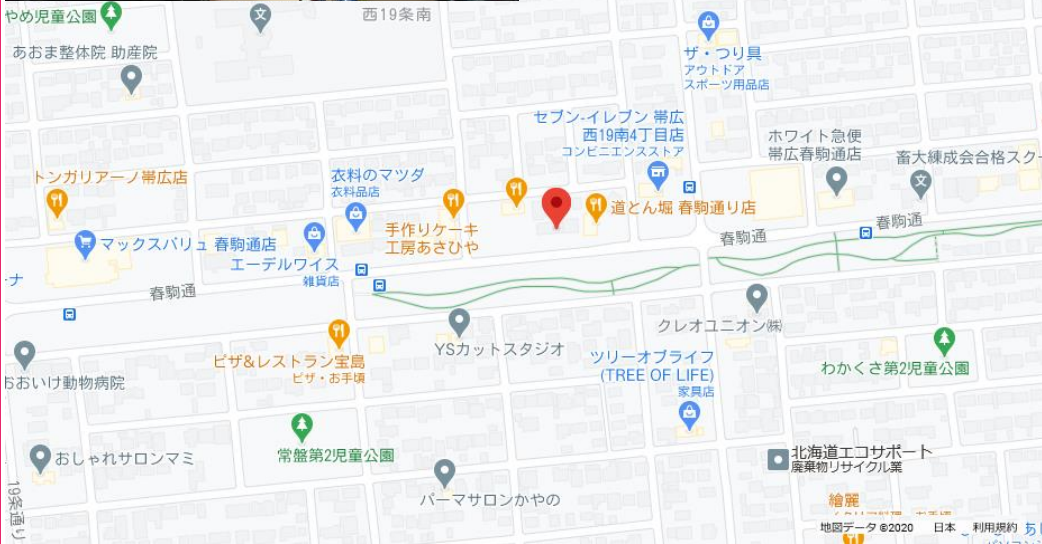 やめ児童公園
西19条南
あおま整体院 助産院
ザ・つり具
アウトドア
スポーツ用品店
セブン-イレブン 帯広
西19南4丁目店
コンビニエンスストア
ホワイト急便
帯広春駒通店
畜大練成会合格スクー
トンガリアーノ帯広店
衣料のマツダ
衣料品店
手作りケーキ
工房あさひや
道とん堀 春駒通り店
春駒通
春駒通
マックスバリュ 春駒通店
エーデルワイス
雑貨店
ーナ
春駒通
クレオユニオン㈱
YSカットスタジオ
ピザ&レストラン宝島
ピザ・お手頃
ツリーオブライフ
(TREE OF LIFE)
家具店
わかくさ第2児童公園
おおいけ動物病院
常盤第2児童公園
おしゃれサロンマミ
北海道エコサポート
廃棄物リサイクル業
パーマサロンかやの
19条通り
繪麗
地図データ ©2020
日本
利用規約